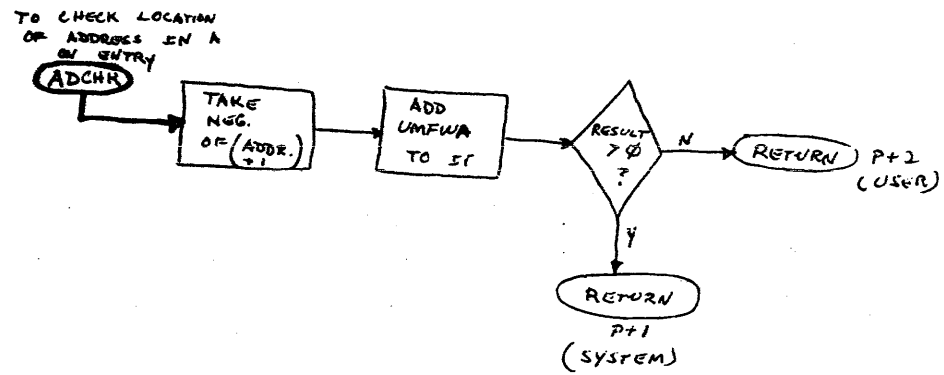 TO CHECK LOCATION
OF ADDRESS IN A
ON ENTRY
ADCHK
TAKE
NEG.
OF (ADDR.
+1)
ADD
UMFWA
TO IT
RESULT
> Ø
?
N
RETURN
P+2
(USER)
Y
RETURN
P+1
(SYSTEM)